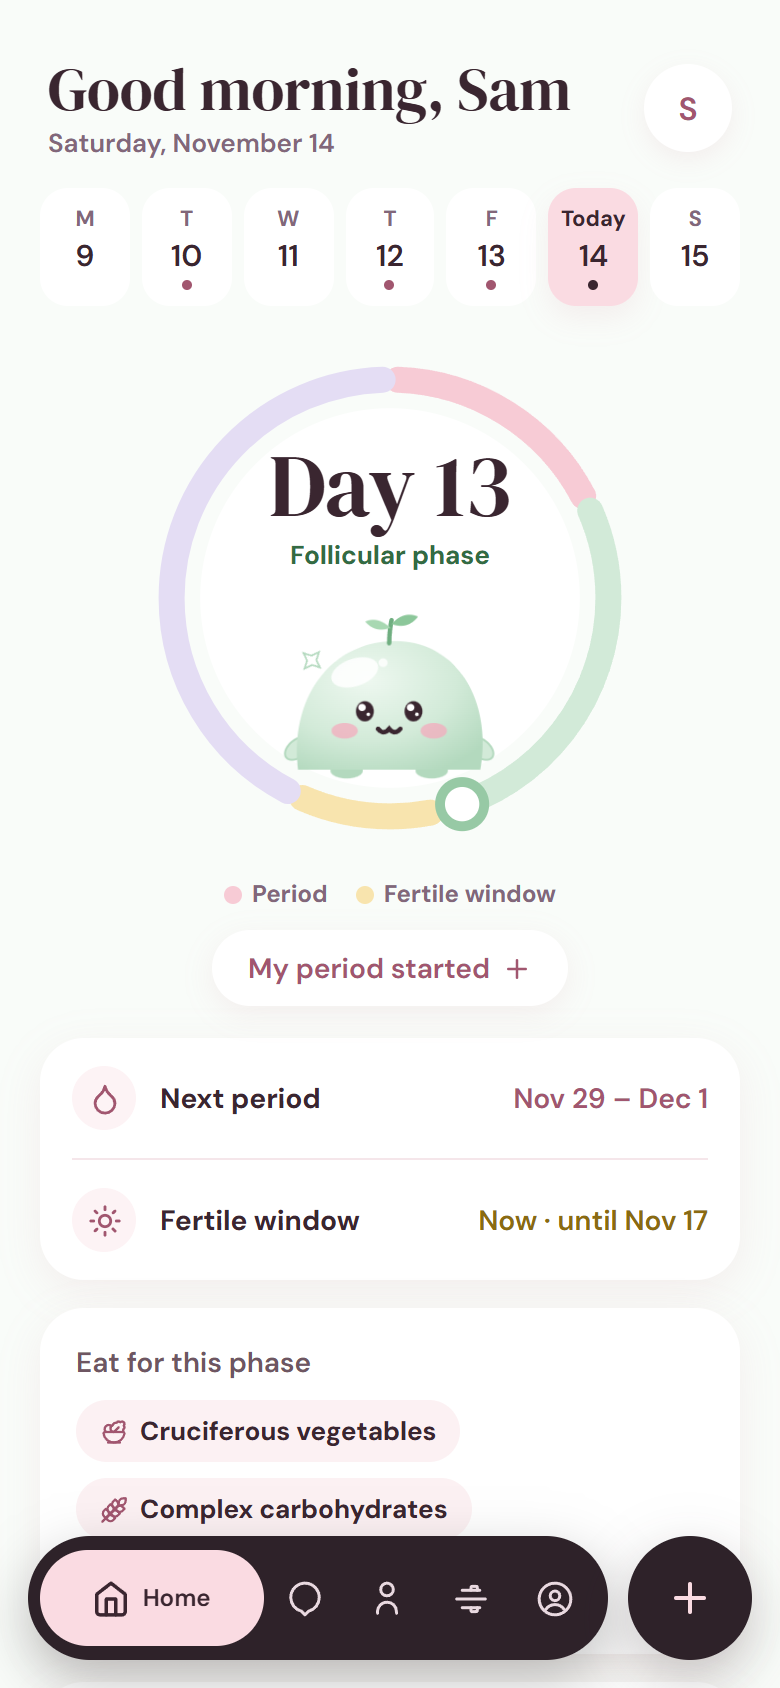 Good morning, Sam
Saturday, November 14
S
M T W T F Today S
9 10 11 12 13 14 15
Day 13
Follicular phase
Period Fertile window
My period started +
Next period Nov 29 – Dec 1
Fertile window Now · until Nov 17
Eat for this phase
Cruciferous vegetables
Complex carbohydrates
Home